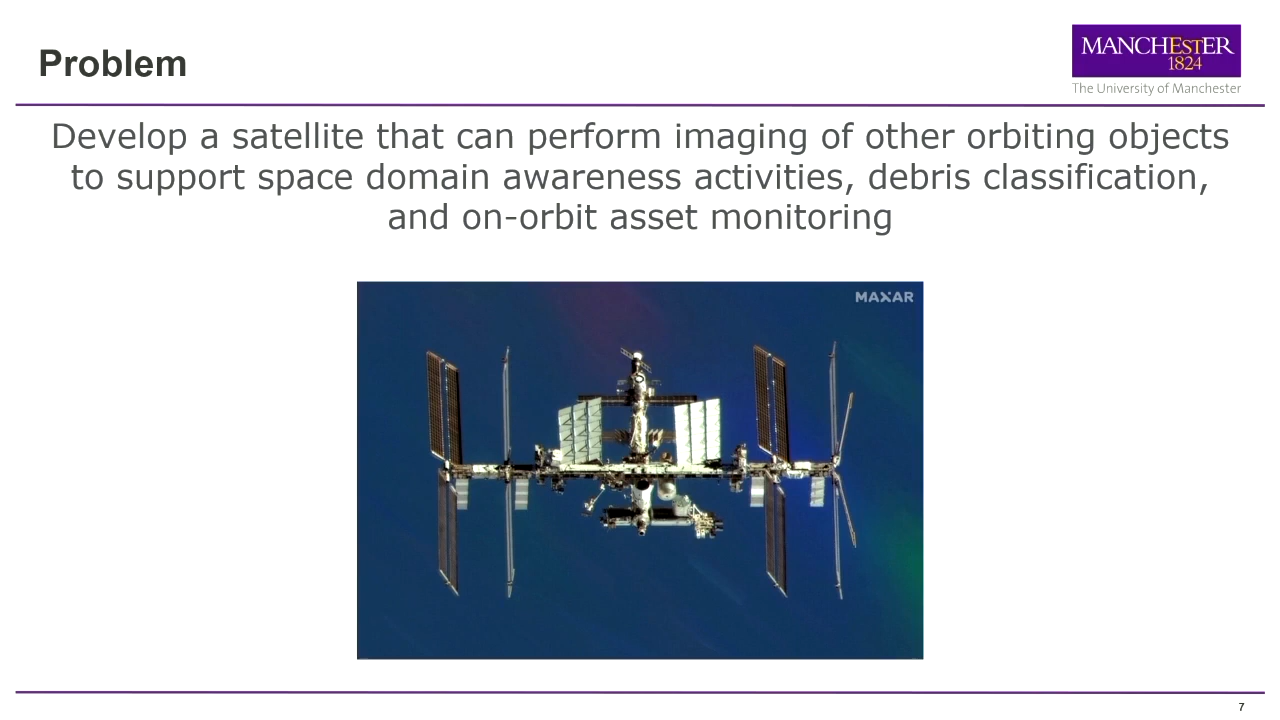 Problem
MANCHESTER
1824
The University of Manchester
Develop a satellite that can perform imaging of other orbiting objects
to support space domain awareness activities, debris classification,
and on-orbit asset monitoring
MAXAR
7